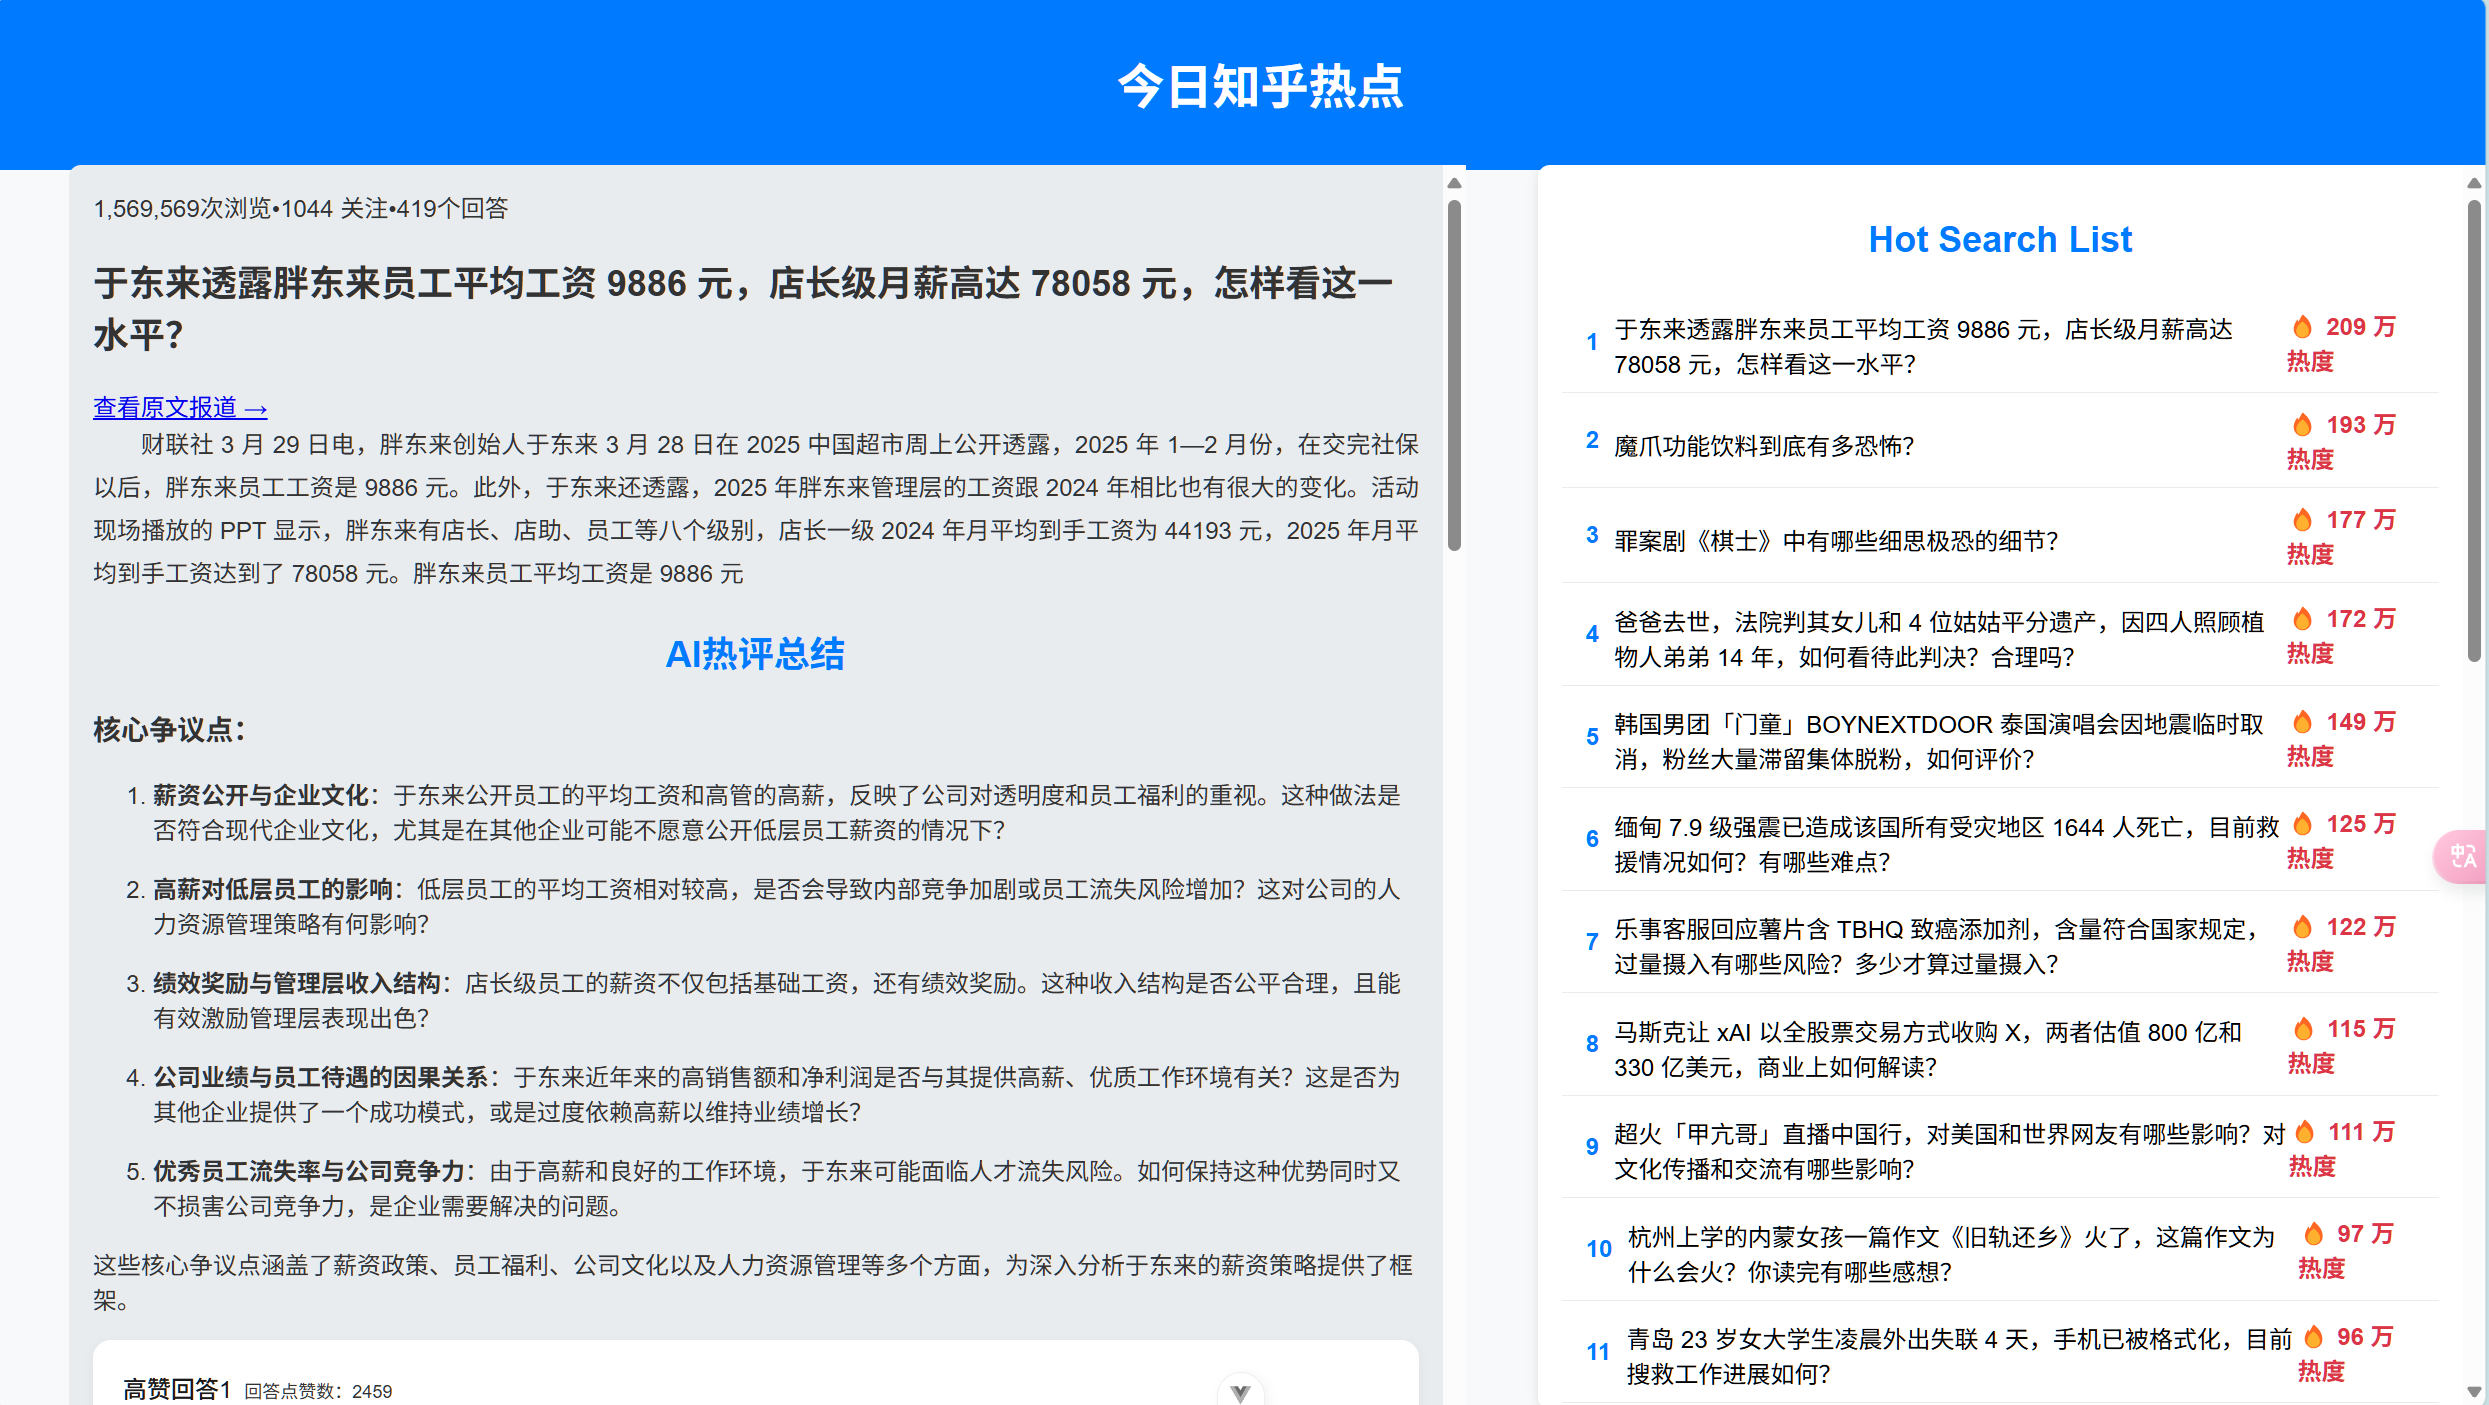 今日知乎热点
1,569,569次浏览•1044 关注•419个回答
于东来透露胖东来员工平均工资 9886 元，店长级月薪高达 78058 元，怎样看这一
水平？
查看原文报道 →
财联社 3 月 29 日电，胖东来创始人于东来 3 月 28 日在 2025 中国超市周上公开透露，2025 年 1—2 月份，在交完社保
以后，胖东来员工工资是 9886 元。此外，于东来还透露，2025 年胖东来管理层的工资跟 2024 年相比也有很大的变化。活动
现场播放的 PPT 显示，胖东来有店长、店助、员工等八个级别，店长一级 2024 年月平均到手工资为 44193 元，2025 年月平
均到手工资达到了 78058 元。胖东来员工平均工资是 9886 元
AI热评总结
核心争议点：
1. 薪资公开与企业文化：于东来公开员工的平均工资和高管的高薪，反映了公司对透明度和员工福利的重视。这种做法是
否符合现代企业文化，尤其是在其他企业可能不愿意公开低层员工薪资的情况下？
2. 高薪对低层员工的影响：低层员工的平均工资相对较高，是否会导致内部竞争加剧或员工流失风险增加？这对公司的人
力资源管理策略有何影响？
3. 绩效奖励与管理层收入结构：店长级员工的薪资不仅包括基础工资，还有绩效奖励。这种收入结构是否公平合理，且能
有效激励管理层表现出色？
4. 公司业绩与员工待遇的因果关系：于东来近年来的高销售额和净利润是否与其提供高薪、优质工作环境有关？这是否为
其他企业提供了一个成功模式，或是过度依赖高薪以维持业绩增长？
5. 优秀员工流失率与公司竞争力：由于高薪和良好的工作环境，于东来可能面临人才流失风险。如何保持这种优势同时又
不损害公司竞争力，是企业需要解决的问题。
这些核心争议点涵盖了薪资政策、员工福利、公司文化以及人力资源管理等多个方面，为深入分析于东来的薪资策略提供了框
架。
高赞回答1 回答点赞数：2459
Hot Search List
1 于东来透露胖东来员工平均工资 9886 元，店长级月薪高达 209 万
78058 元，怎样看这一水平？ 热度
2 魔爪功能饮料到底有多恐怖？ 193 万
热度
3 罪案剧《棋士》中有哪些细思极恐的细节？ 177 万
热度
4 爸爸去世，法院判其女儿和 4 位姑姑平分遗产，因四人照顾植 172 万
物人弟弟 14 年，如何看待此判决？合理吗？ 热度
5 韩国男团「门童」BOYNEXTDOOR 泰国演唱会因地震临时取 149 万
消，粉丝大量滞留集体脱粉，如何评价？ 热度
6 缅甸 7.9 级强震已造成该国所有受灾地区 1644 人死亡，目前救 125 万
援情况如何？有哪些难点？ 热度
7 乐事客服回应薯片含 TBHQ 致癌添加剂，含量符合国家规定， 122 万
过量摄入有哪些风险？多少才算过量摄入？ 热度
8 马斯克让 xAI 以全股票交易方式收购 X，两者估值 800 亿和 115 万
330 亿美元，商业上如何解读？ 热度
9 超火「甲亢哥」直播中国行，对美国和世界网友有哪些影响？对 111 万
文化传播和交流有哪些影响？ 热度
10 杭州上学的内蒙女孩一篇作文《旧轨还乡》火了，这篇作文为 97 万
什么会火？你读完有哪些感想？ 热度
11 青岛 23 岁女大学生凌晨外出失联 4 天，手机已被格式化，目前 96 万
搜救工作进展如何？ 热度